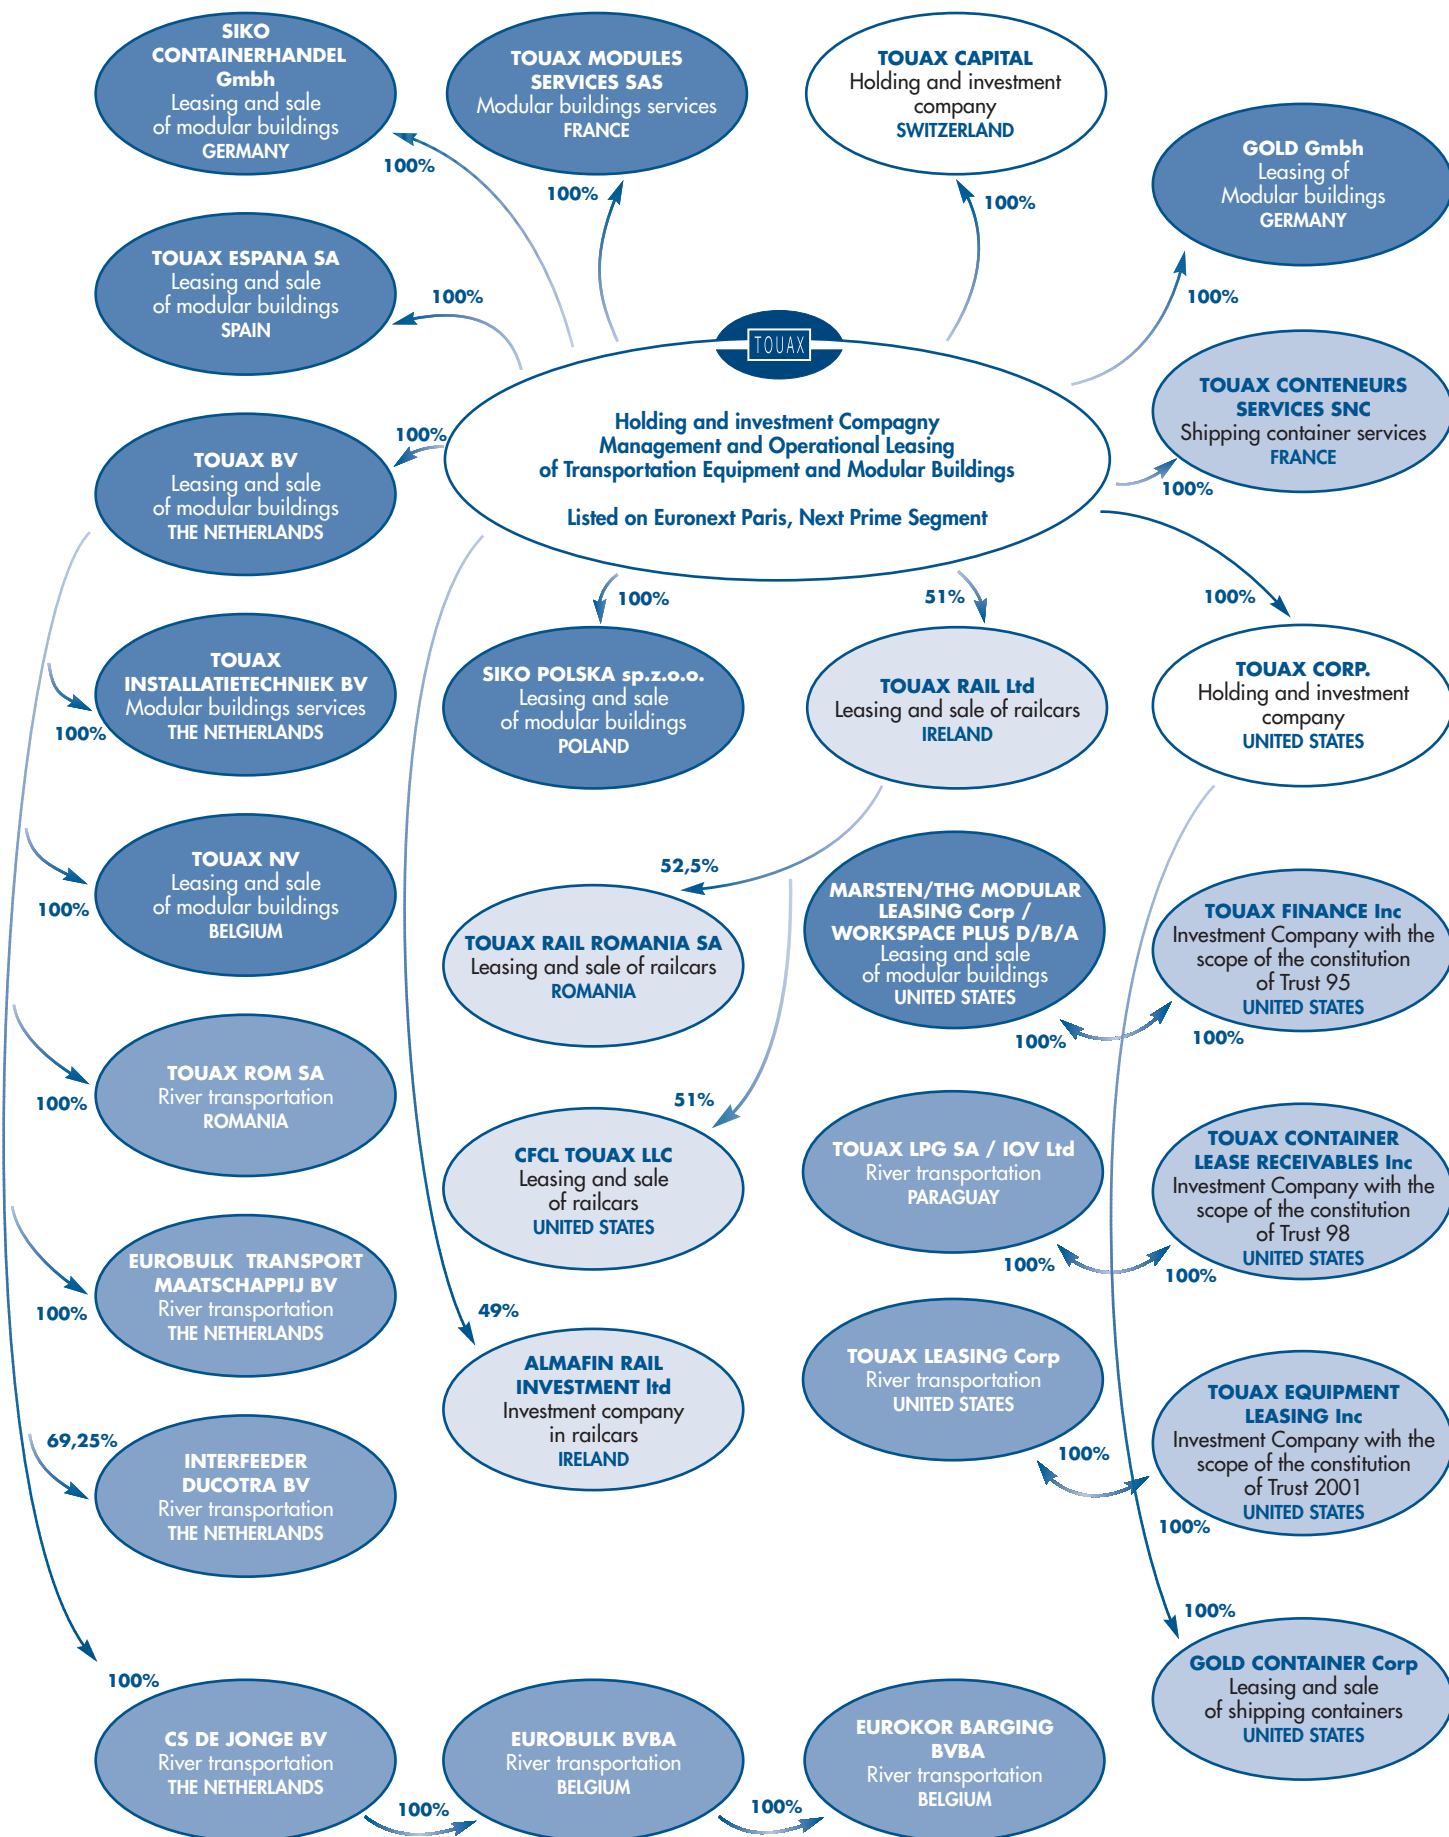 SIKO
CONTAINERHANDEL
Gmbh
Leasing and sale
of modular buildings
GERMANY
100%
TOUAX MODULES
SERVICES SAS
Modular buildings services
FRANCE
100%
TOUAX CAPITAL
Holding and investment
company
SWITZERLAND
100%
GOLD Gmbh
Leasing of
Modular buildings
GERMANY
100%
TOUAX ESPANA SA
Leasing and sale
of modular buildings
SPAIN
100%
TOUAX
Holding and investment Compagny
Management and Operational Leasing
of Transportation Equipment and Modular Buildings
Listed on Euronext Paris, Next Prime Segment
TOUAX CONTENEURS
SERVICES SNC
Shipping container services
FRANCE
100%
TOUAX BV
Leasing and sale
of modular buildings
THE NETHERLANDS
100%
100%
51%
100%
TOUAX
INSTALLATIETECHNIEK BV
Modular buildings services
THE NETHERLANDS
100%
SIKO POLSKA sp.z.o.o.
Leasing and sale
of modular buildings
POLAND
TOUAX RAIL Ltd
Leasing and sale of railcars
IRELAND
TOUAX CORP.
Holding and investment
company
UNITED STATES
TOUAX NV
Leasing and sale
of modular buildings
BELGIUM
100%
52,5%
TOUAX RAIL ROMANIA SA
Leasing and sale of railcars
ROMANIA
MARSTEN/THG MODULAR
LEASING Corp /
WORKSPACE PLUS D/B/A
Leasing and sale
of modular buildings
UNITED STATES
100%
TOUAX FINANCE Inc
Investment Company with the
scope of the constitution
of Trust 95
UNITED STATES
100%
TOUAX ROM SA
River transportation
ROMANIA
100%
51%
CFCL TOUAX LLC
Leasing and sale
of railcars
UNITED STATES
TOUAX LPG SA / IOV Ltd
River transportation
PARAGUAY
100%
TOUAX CONTAINER
LEASE RECEIVABLES Inc
Investment Company with the
scope of the constitution
of Trust 98
UNITED STATES
100%
EUROBULK TRANSPORT
MAATSCHAPPIJ BV
River transportation
THE NETHERLANDS
100%
49%
ALMAFIN RAIL
INVESTMENT ltd
Investment company
in railcars
IRELAND
TOUAX LEASING Corp
River transportation
UNITED STATES
100%
TOUAX EQUIPMENT
LEASING Inc
Investment Company with the
scope of the constitution
of Trust 2001
UNITED STATES
100%
69,25%
INTERFEEDER
DUCOTRA BV
River transportation
THE NETHERLANDS
100%
GOLD CONTAINER Corp
Leasing and sale
of shipping containers
UNITED STATES
100%
CS DE JONGE BV
River transportation
THE NETHERLANDS
100%
EUROBULK BVBA
River transportation
BELGIUM
100%
EUROKOR BARGING
BVBA
River transportation
BELGIUM